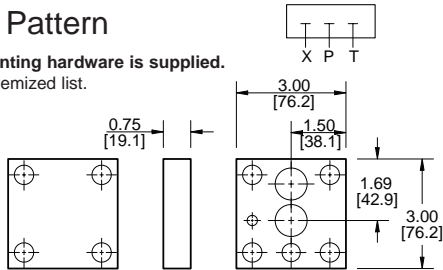 Pattern
nting hardware is supplied.
emized list.
X P T
3.00
[76.2]
0.75
[19.1]
1.50
[38.1]
1.69
[42.9]
3.00
[76.2]